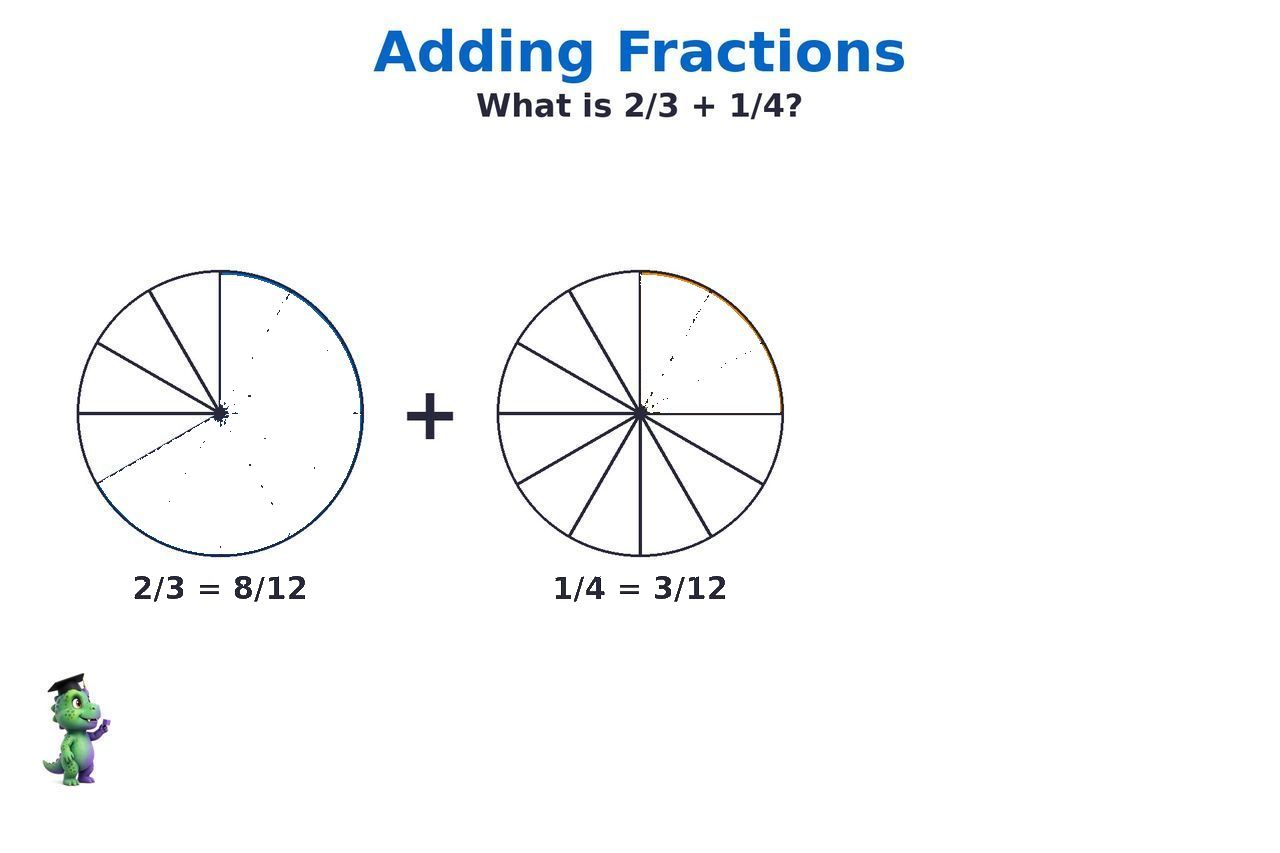 Adding Fractions
What is 2/3 + 1/4?
+
2/3 = 8/12
1/4 = 3/12